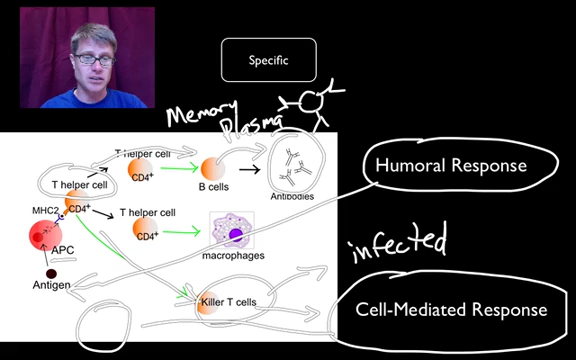 Specific
Memory
Plasma
T helper cell
T helper cell
CD4+
B cells
Antibodies
Humoral Response
MHC2
CD4+
T helper cell
CD4+
APC
macrophages
infected
Antigen
Killer T cells
Cell-Mediated Response